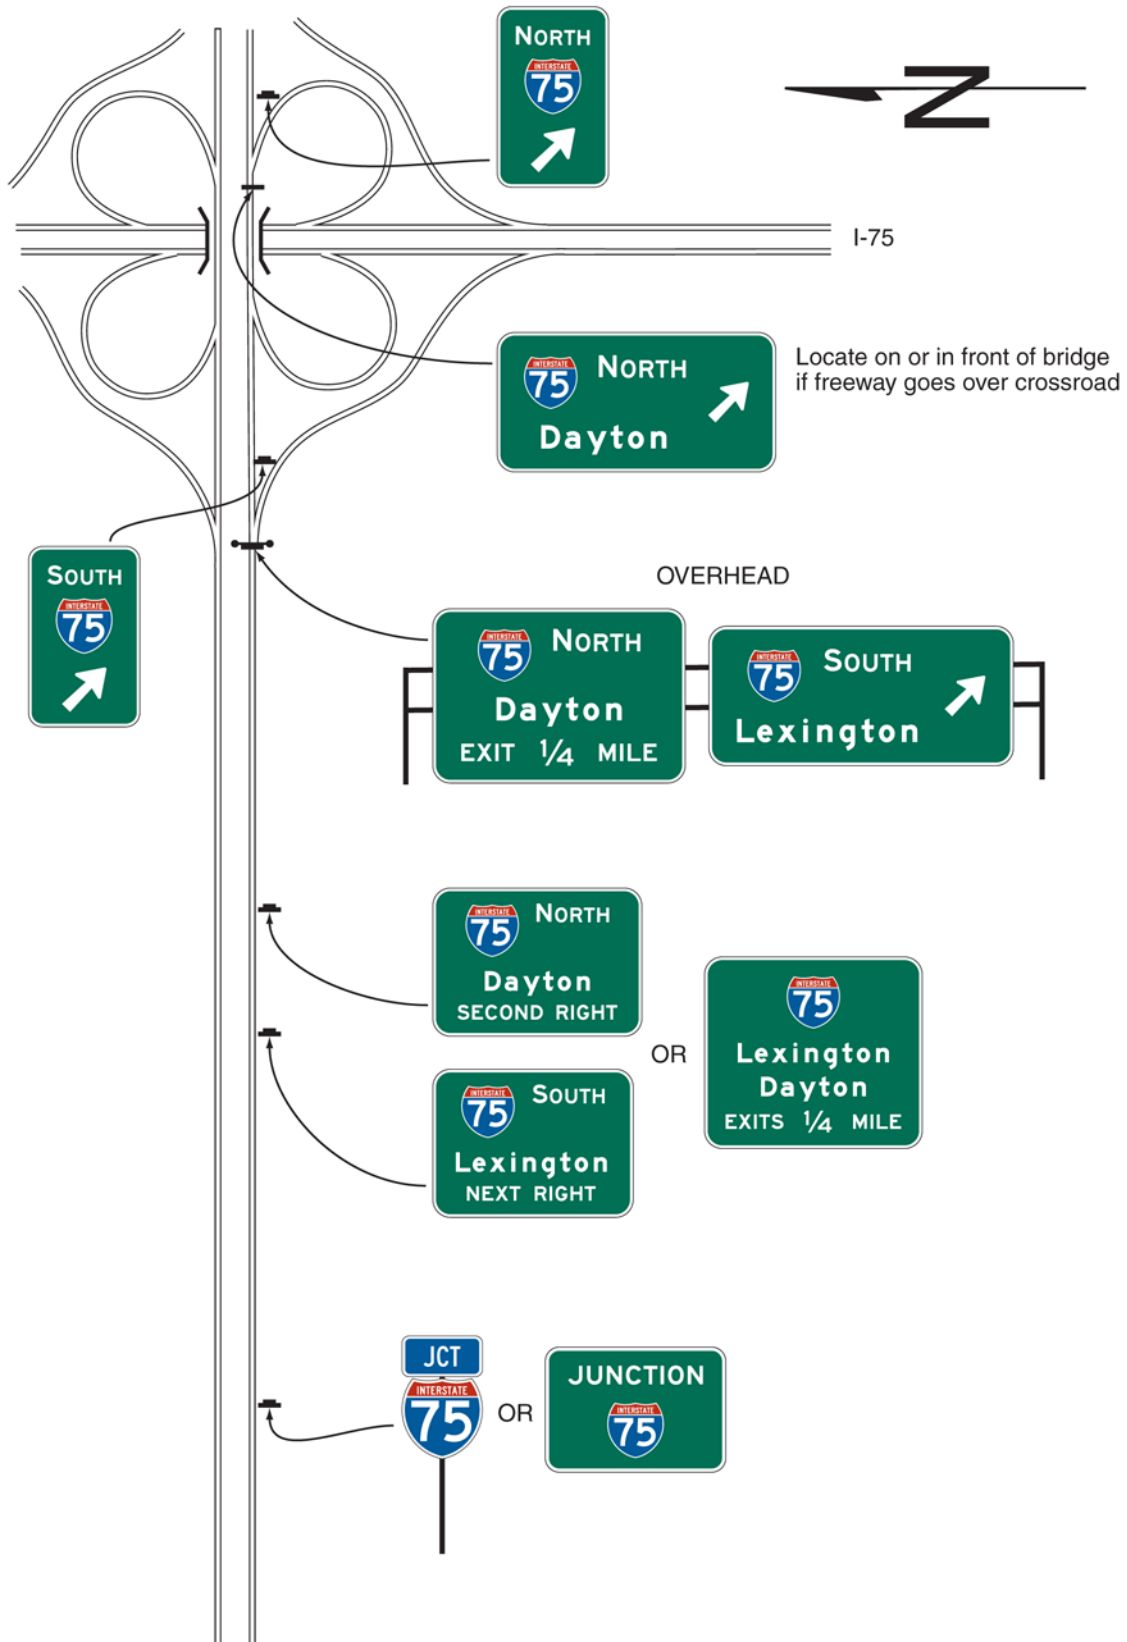 NORTH
INTERSTATE
75
N
I-75
INTERSTATE
75
NORTH
Dayton
Locate on or in front of bridge
if freeway goes over crossroad
SOUTH
INTERSTATE
75
OVERHEAD
INTERSTATE
75
NORTH
Dayton
EXIT 1/4 MILE
INTERSTATE
75
SOUTH
Lexington
INTERSTATE
75
NORTH
Dayton
SECOND RIGHT
OR
INTERSTATE
75
Lexington
Dayton
EXITS 1/4 MILE
INTERSTATE
75
SOUTH
Lexington
NEXT RIGHT
JCT
INTERSTATE
75
OR
JUNCTION
INTERSTATE
75